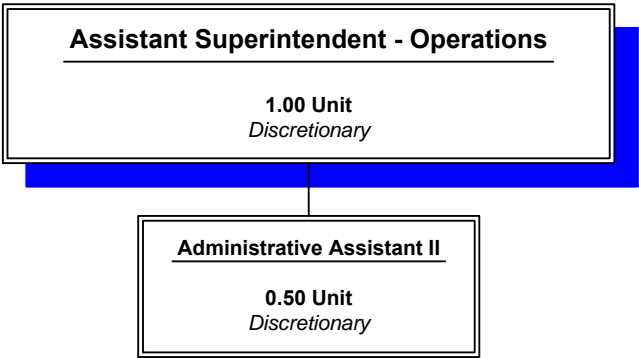 Assistant Superintendent - Operations
1.00 Unit
Discretionary
Administrative Assistant II
0.50 Unit
Discretionary